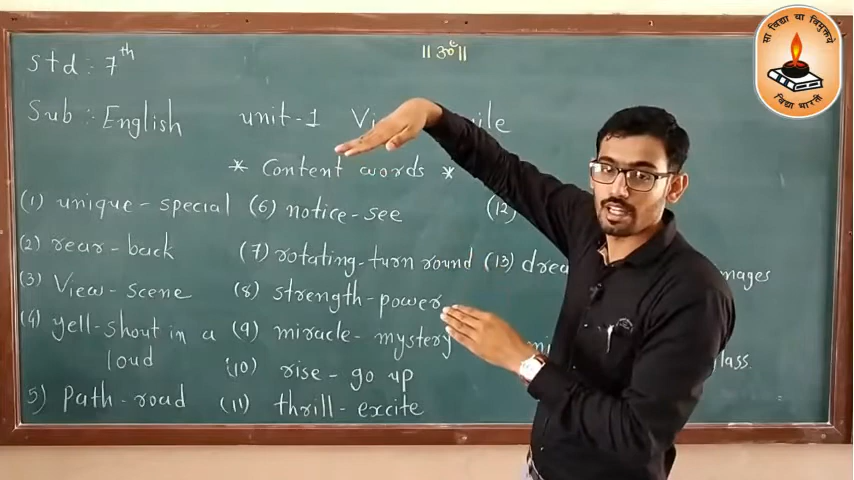 ॥ ॐ ॥
std : 7th
Sub : English
unit-1
* Content words *
(1) unique - special
(2) rear - back
(3) View - scene
(4) yell - shout in a
loud
5) path - road
(6) notice - see
(7) rotating - turn round
(8) strength - power
(9) miracle - mystery
(10) rise - go up
(11) thrill - excite
(12)
(13)
सा विद्या या विमुक्तये
विद्या भारती